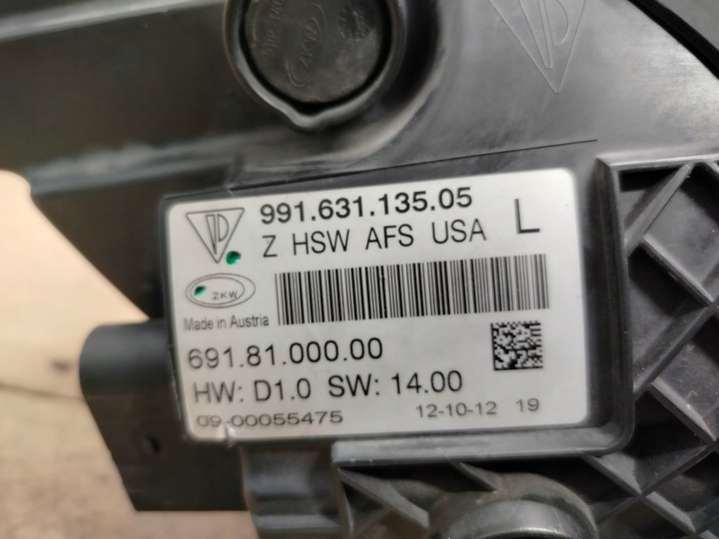 ZKW
991.631.135.05
Z HSW AFS USA L
ZKW
Made in Austria
691.81.000.00
HW: D1.0 SW: 14.00
09-00055475 12-10-12 19